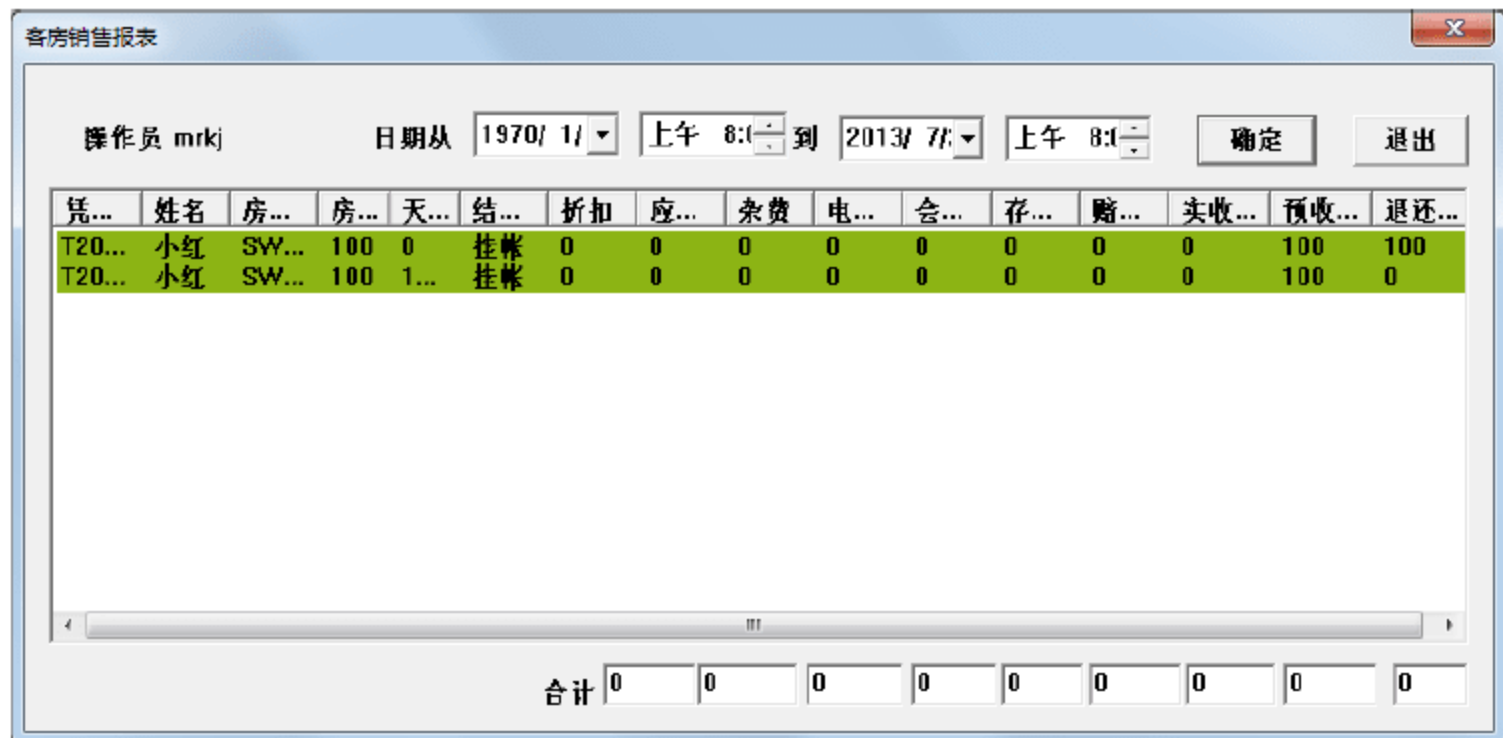 客房销售报表
操作员 mrkj 日期从 1970/ 1/ 上午 8:0 到 2013/ 7/ 上午 8:0 确定 退出
凭... 姓名 房... 房... 天... 结... 折扣 应... 杂费 电... 会... 存... 赔... 实收... 预收... 退还...
T20... 小红 SW... 100 0 挂帐 0 0 0 0 0 0 0 0 100 100
T20... 小红 SW... 100 1... 挂帐 0 0 0 0 0 0 0 0 100 0
合计 0 0 0 0 0 0 0 0 0